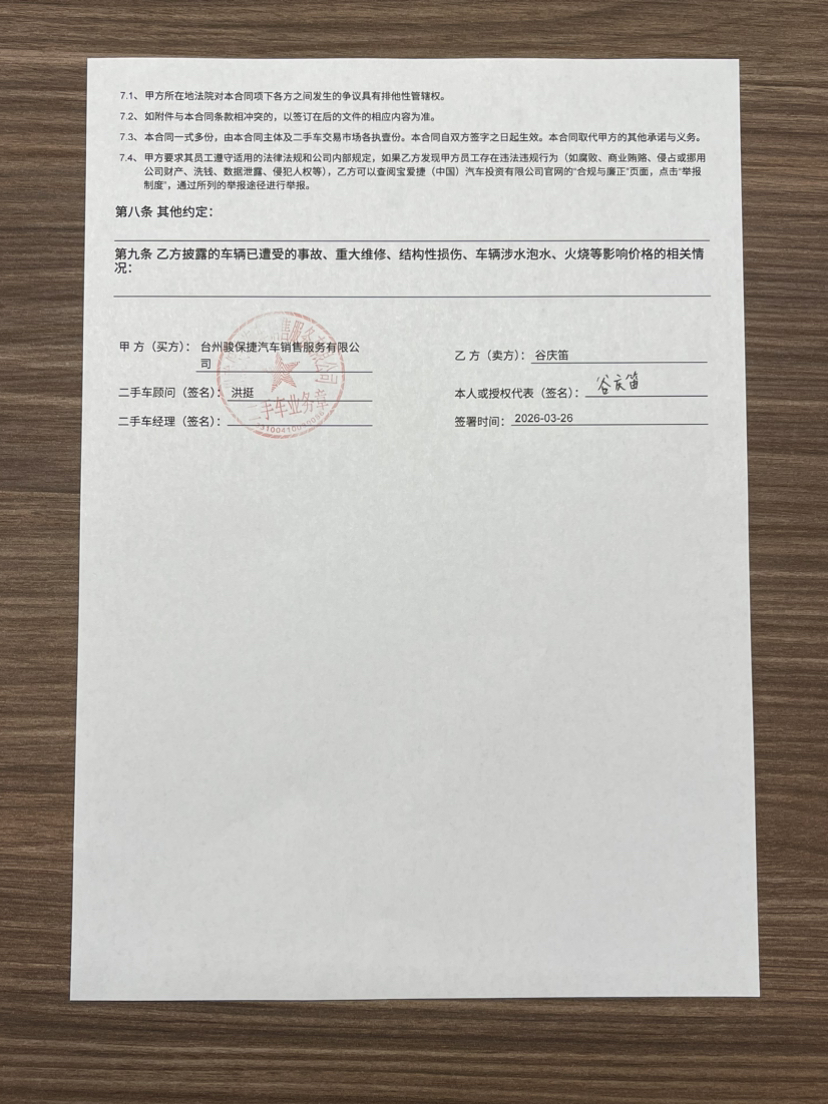 7.1、甲方所在地法院对本合同项下各方之间发生的争议具有排他性管辖权。
7.2、如附件与本合同条款相冲突的，以签订在后的文件的相应内容为准。
7.3、本合同一式多份，由本合同主体及二手车交易市场各执壹份。本合同自双方签字之日起生效。本合同取代甲方的其他承诺与义务。
7.4、甲方要求其员工遵守适用的法律法规和公司内部规定，如果乙方发现甲方员工存在违法违规行为（如腐败、商业贿赂、侵占或挪用
公司财产、洗钱、数据泄露、侵犯人权等），乙方可以查阅宝爱捷（中国）汽车投资有限公司官网的“合规与廉正”页面，点击“举报
制度”，通过所列的举报途径进行举报。
第八条 其他约定：
第九条 乙方披露的车辆已遭受的事故、重大维修、结构性损伤、车辆涉水泡水、火烧等影响价格的相关情
况：
甲 方（买方）： 台州骏保捷汽车销售服务有限公
司
乙 方（卖方）： 谷庆笛
二手车顾问（签名）： 洪挺
本人或授权代表（签名）： 谷庆笛
二手车业务章
二手车经理（签名）：
签署时间： 2026-03-26